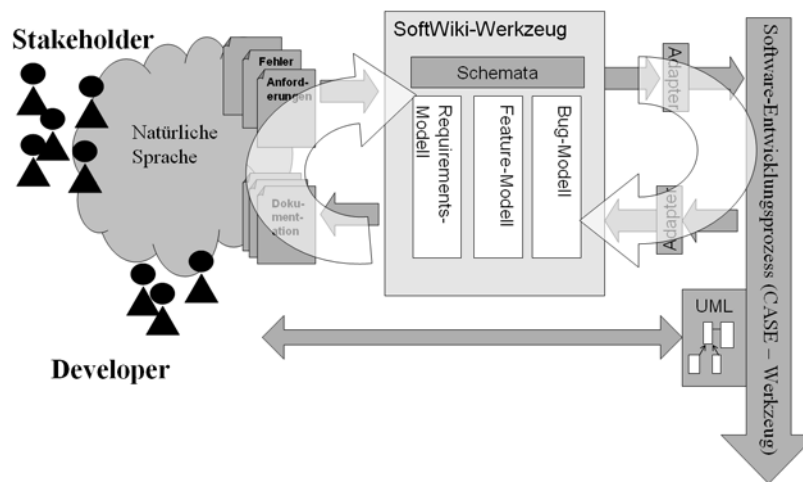 Stakeholder
Natürliche
Sprache
Developer
Fehler
Anford-
erungen
Doku-
ment-
ation
SoftWiki-Werkzeug
Schemata
Requirements-
Modell
Feature-Modell
Bug-Modell
Adapter
Adapter
UML
Software-Entwicklungsprozess (CASE – Werkzeug)